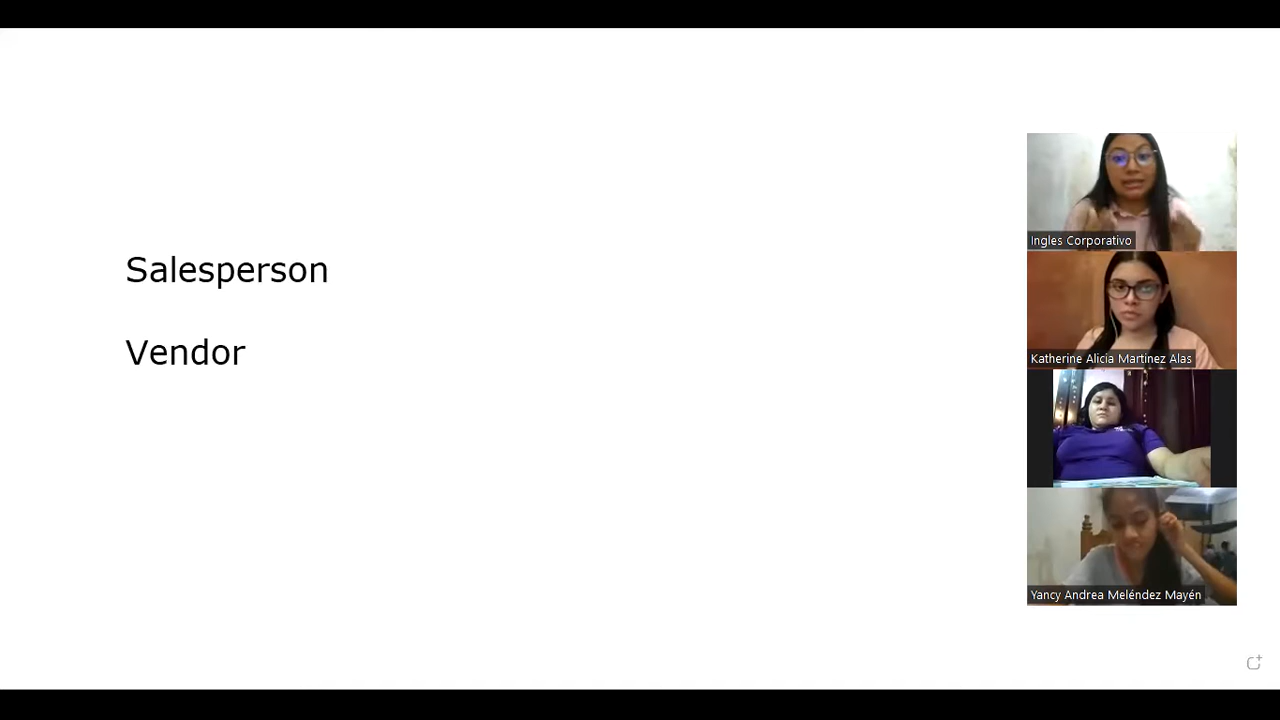 Salesperson
Vendor
Ingles Corporativo
Katherine Alicia Martinez Alas
Yancy Andrea Meléndez Mayén